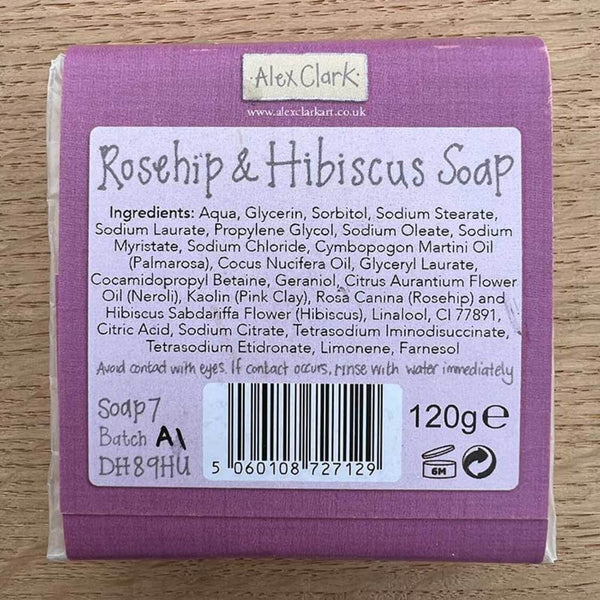 Alex Clark
www.alexclarkart.co.uk
Rosehip & Hibiscus Soap
Ingredients: Aqua, Glycerin, Sorbitol, Sodium Stearate,
Sodium Laurate, Propylene Glycol, Sodium Oleate, Sodium
Myristate, Sodium Chloride, Cymbopogon Martini Oil
(Palmarosa), Cocus Nucifera Oil, Glyceryl Laurate,
Cocamidopropyl Betaine, Geraniol, Citrus Aurantium Flower
Oil (Neroli), Kaolin (Pink Clay), Rosa Canina (Rosehip) and
Hibiscus Sabdariffa Flower (Hibiscus), Linalool, CI 77891,
Citric Acid, Sodium Citrate, Tetrasodium Iminodisuccinate,
Tetrasodium Etidronate, Limonene, Farnesol
Avoid contact with eyes. If contact occurs, rinse with water immediately
Soap7
Batch A1
DH89HU
5 060108 727129
120g ℮
6M